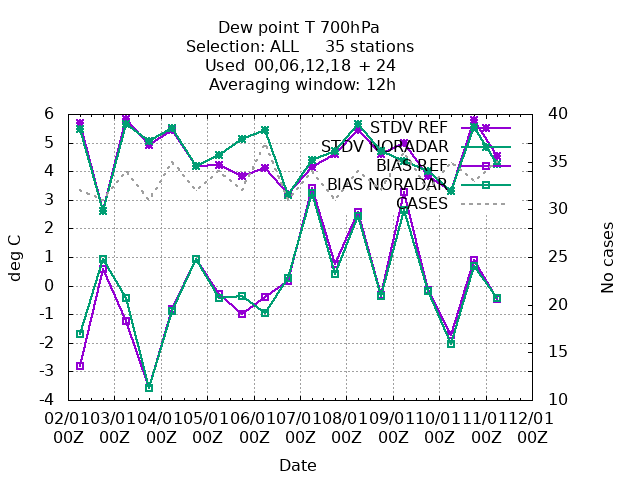 Dew point T 700hPa
Selection: ALL 35 stations
Used 00,06,12,18 + 24
Averaging window: 12h
6
5
4
3
2
1
0
-1
-2
-3
-4
40
35
30
25
20
15
10
deg C
No cases
STDV REF
STDV NORADAR
BIAS REF
BIAS NORADAR
CASES
02/01 03/01 04/01 05/01 06/01 07/01 08/01 09/01 10/01 11/01 12/01
00Z 00Z 00Z 00Z 00Z 00Z 00Z 00Z 00Z 00Z 00Z
Date